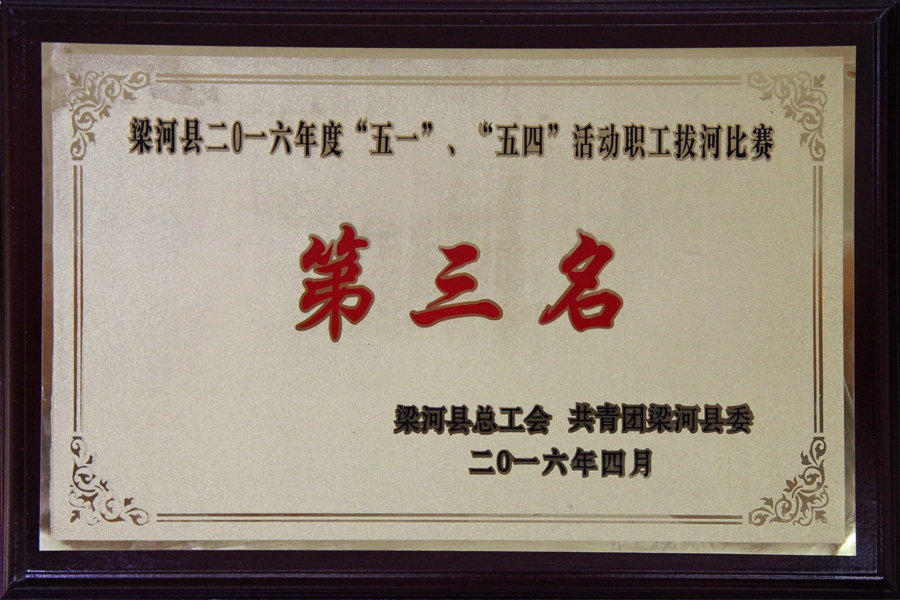 梁河县二0一六年度“五一”、“五四”活动职工拔河比赛
第三名
梁河县总工会 共青团梁河县委
二0一六年四月